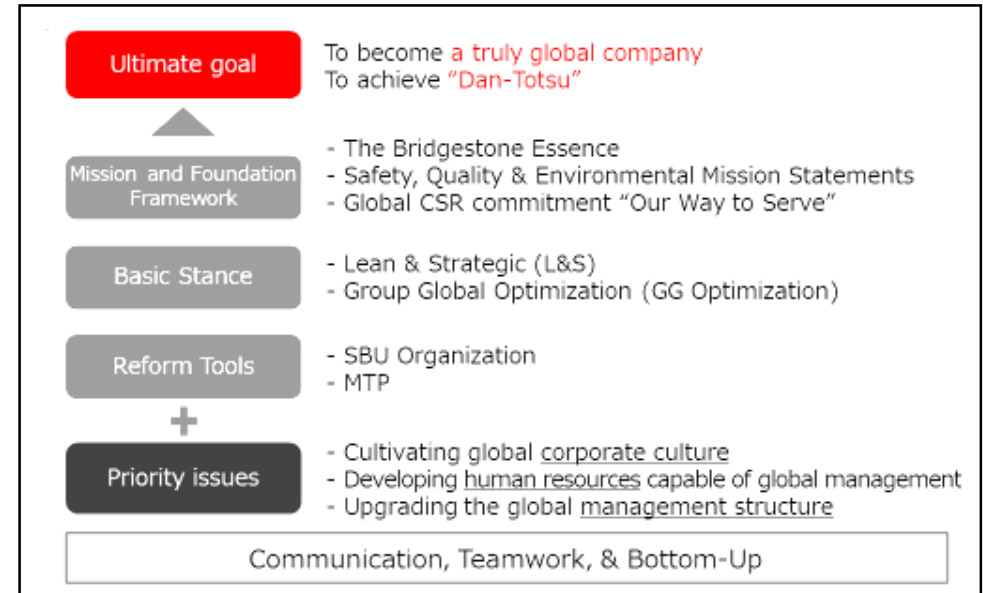 Ultimate goal
To become a truly global company
To achieve “Dan-Totsu”
Mission and Foundation
Framework
- The Bridgestone Essence
- Safety, Quality & Environmental Mission Statements
- Global CSR commitment “Our Way to Serve”
Basic Stance
- Lean & Strategic (L&S)
- Group Global Optimization (GG Optimization)
Reform Tools
- SBU Organization
- MTP
+
Priority issues
- Cultivating global corporate culture
- Developing human resources capable of global management
- Upgrading the global management structure
Communication, Teamwork, & Bottom-Up